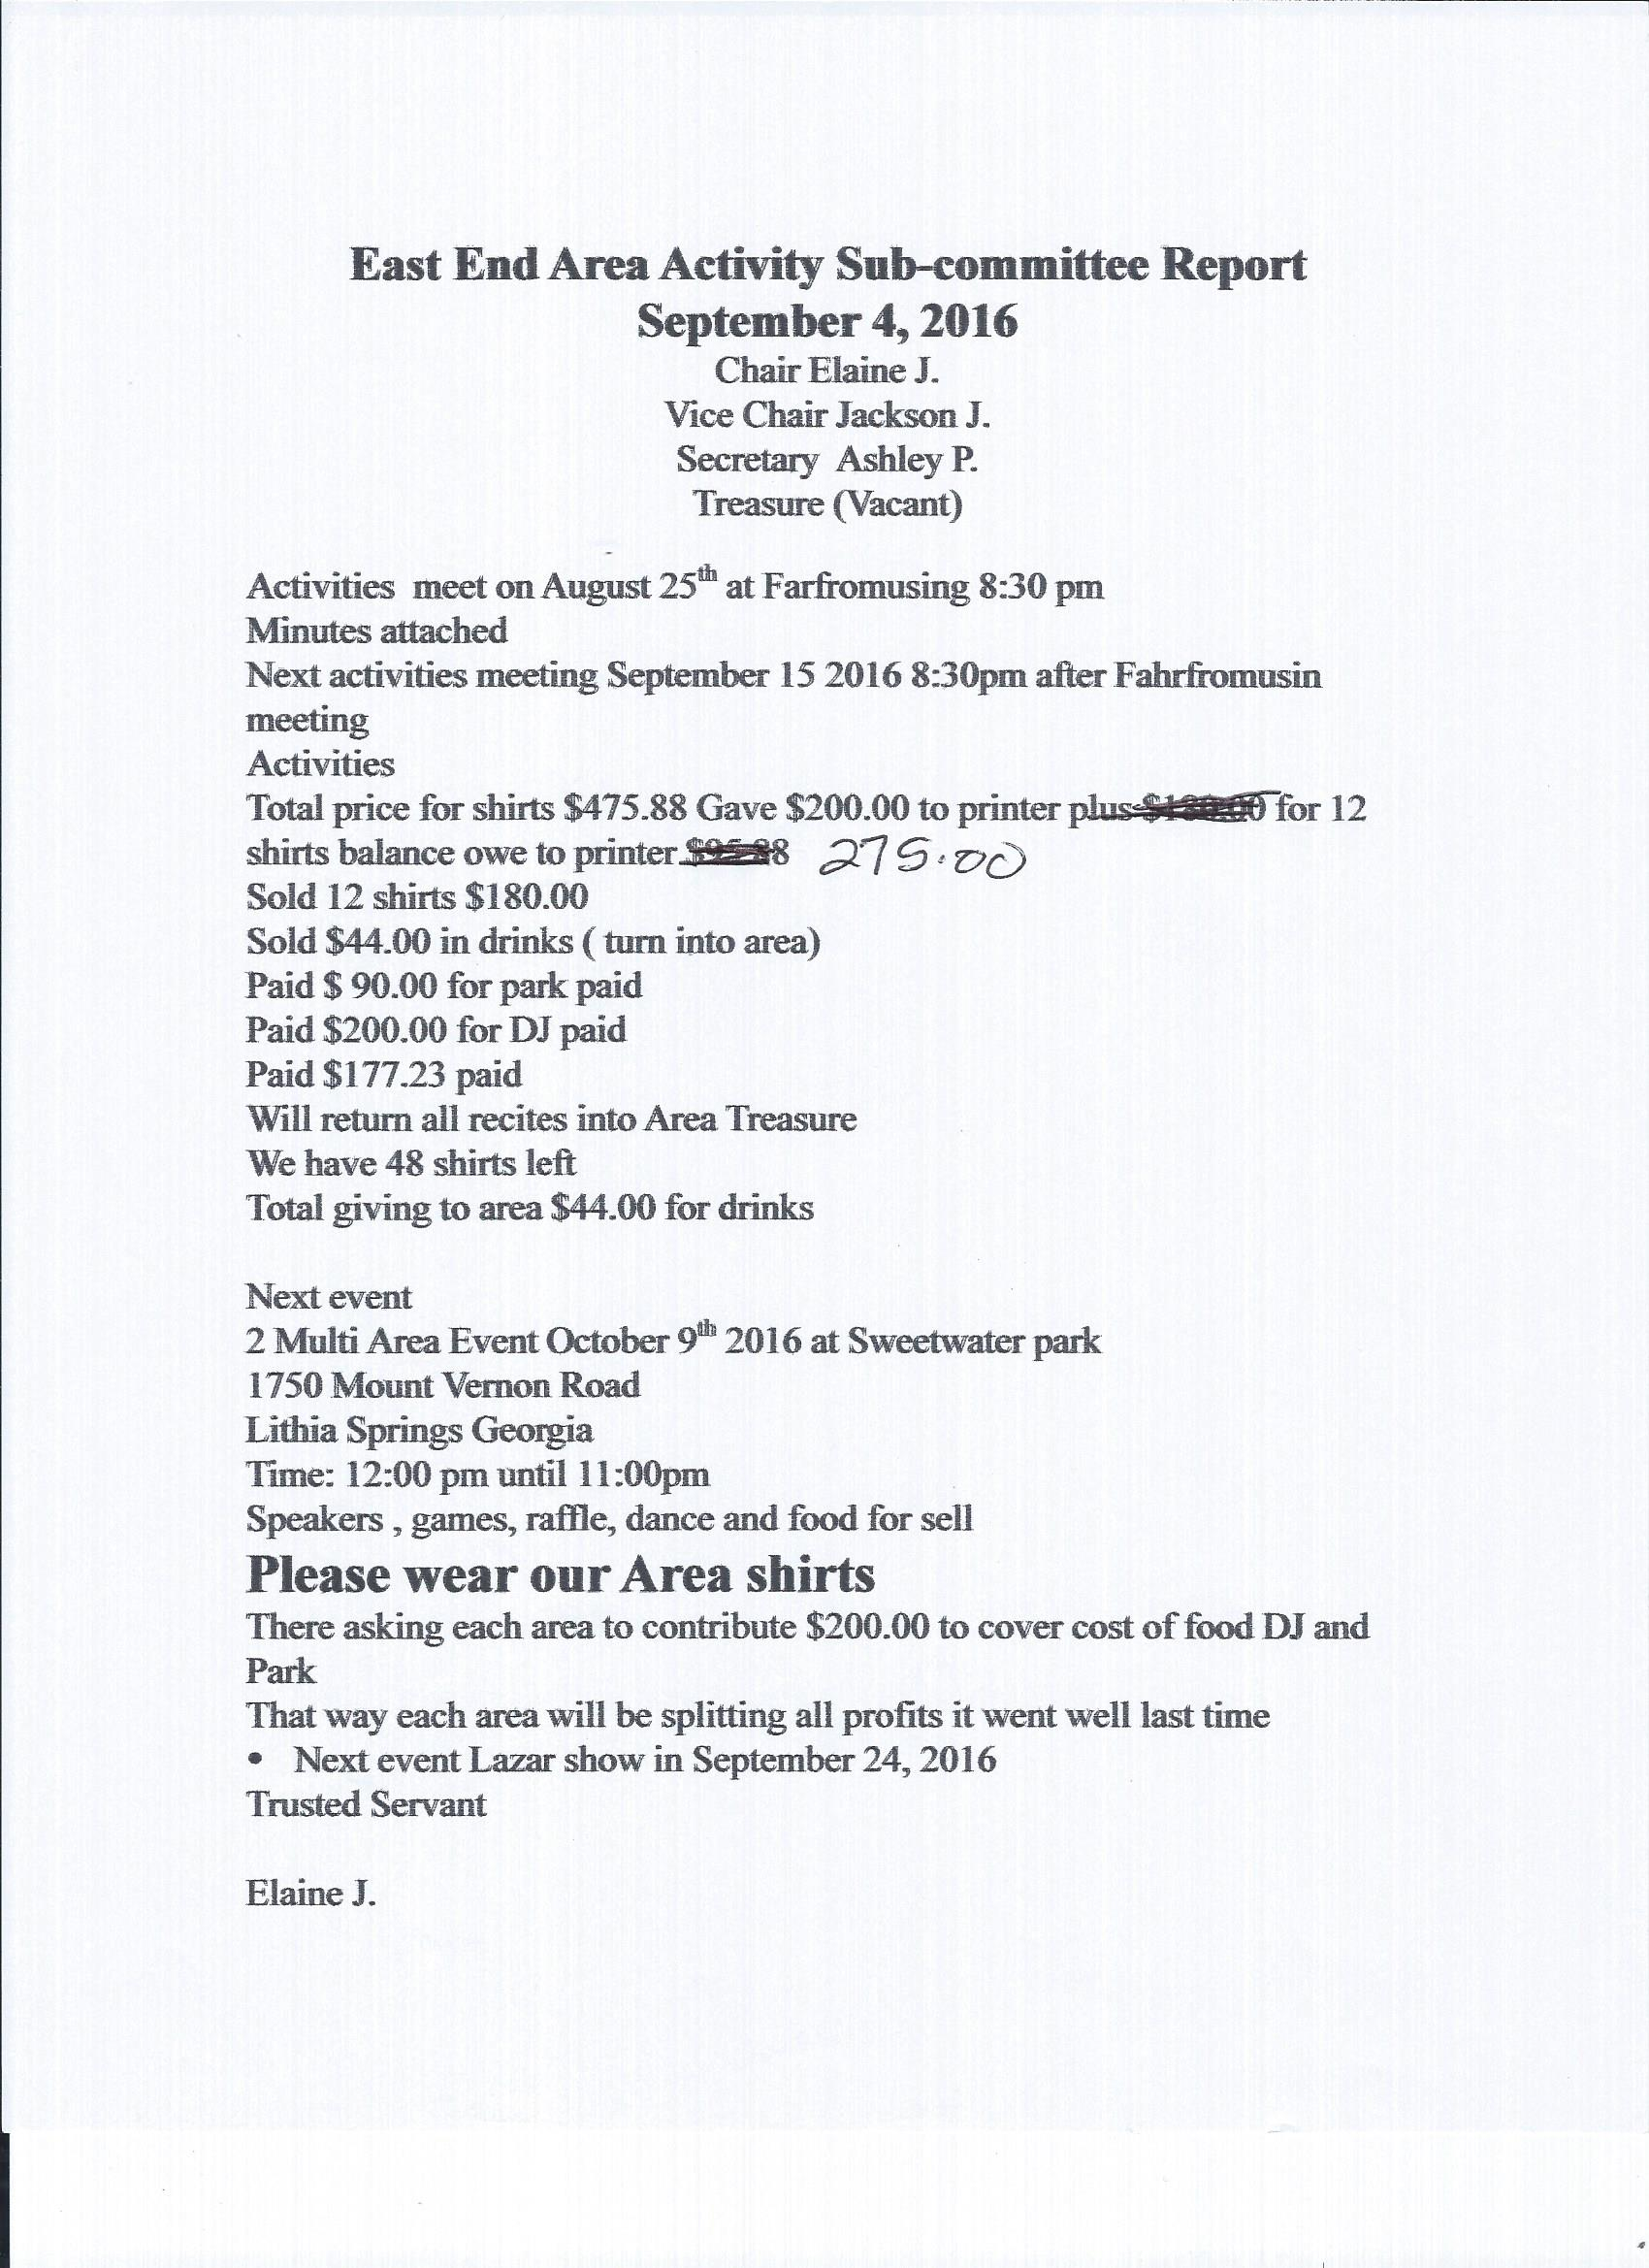 East End Area Activity Sub-committee Report
September 4, 2016
Chair Elaine J.
Vice Chair Jackson J.
Secretary Ashley P.
Treasure (Vacant)
Activities meet on August 25th at Farfromusing 8:30 pm
Minutes attached
Next activities meeting September 15 2016 8:30pm after Fahrfromusin
meeting
Activities
Total price for shirts $475.88 Gave $200.00 to printer plus for 12
shirts balance owe to printer 275.00
Sold 12 shirts $180.00
Sold $44.00 in drinks ( turn into area)
Paid $ 90.00 for park paid
Paid $200.00 for DJ paid
Paid $177.23 paid
Will return all recites into Area Treasure
We have 48 shirts left
Total giving to area $44.00 for drinks
Next event
2 Multi Area Event October 9th 2016 at Sweetwater park
1750 Mount Vernon Road
Lithia Springs Georgia
Time: 12:00 pm until 11:00pm
Speakers , games, raffle, dance and food for sell
Please wear our Area shirts
There asking each area to contribute $200.00 to cover cost of food DJ and
Park
That way each area will be splitting all profits it went well last time
• Next event Lazar show in September 24, 2016
Trusted Servant
Elaine J.